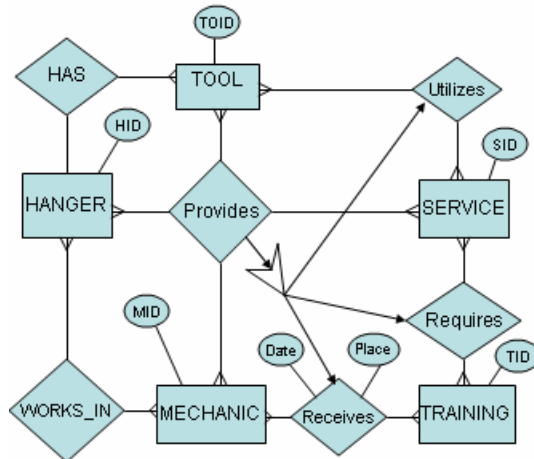 TOID
HAS
TOOL
Utilizes
HID
SID
HANGER
Provides
SERVICE
MID
Date
Place
Requires
TID
WORKS_IN
MECHANIC
Receives
TRAINING